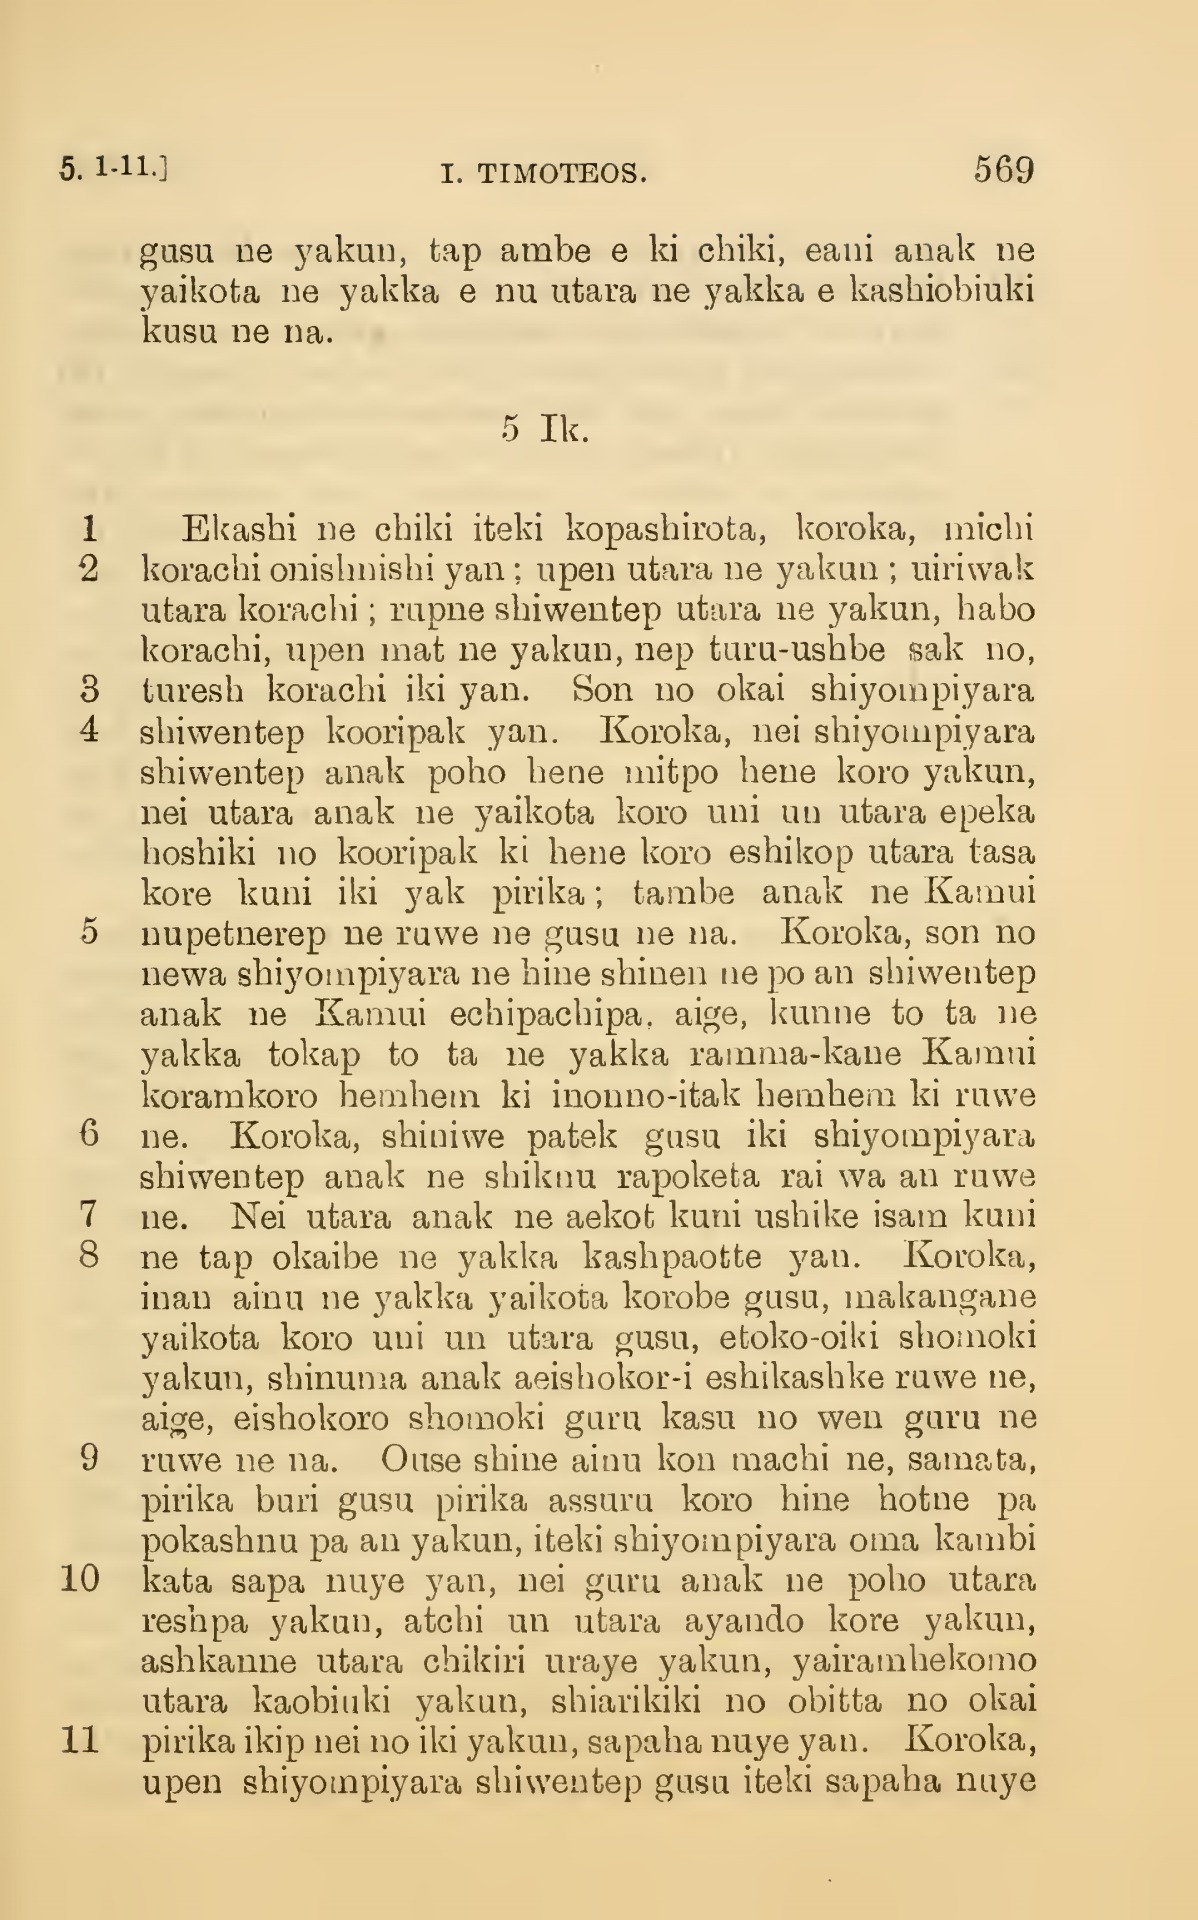 5. 1-11.] I. TIMOTEOS. 569
gusu ne yakun, tap ambe e ki chiki, eani anak ne
yaikota ne yakka e nu utara ne yakka e kashiobiuki
kusu ne na.
5 Ik.
1 Ekashi ne chiki iteki kopashirota, koroka, michi
2 korachi onishnishi yan ; upen utara ne yakun ; uiriwak
utara korachi ; rupne shiwentep utara ne yakun, habo
korachi, upen mat ne yakun, nep turu-ushbe sak no,
3 turesh korachi iki yan. Son no okai shiyompiyara
4 shiwentep kooripak yan. Koroka, nei shiyompiyara
shiwentep anak poho hene mitpo hene koro yakun,
nei utara anak ne yaikota koro uni un utara epeka
hoshiki no kooripak ki hene koro eshikop utara tasa
kore kuni iki yak pirika ; tambe anak ne Kamui
5 nupetnerep ne ruwe ne gusu ne na. Koroka, son no
newa shiyompiyara ne hine shinen ne po an shiwentep
anak ne Kamui echipachipa, aige, kunne to ta ne
yakka tokap to ta ne yakka ramma-kane Kamui
koramkoro hemhem ki inonno-itak hemhem ki ruwe
6 ne. Koroka, shiniwe patek gusu iki shiyompiyara
shiwentep anak ne shiknu rapoketa rai wa an ruwe
7 ne. Nei utara anak ne aekot kuni ushike isam kuni
8 ne tap okaibe ne yakka kashpaotte yan. Koroka,
inan ainu ne yakka yaikota korobe gusu, makangane
yaikota koro uni un utara gusu, etoko-oiki shomoki
yakun, shinuma anak aeishokor-i eshikashke ruwe ne,
aige, eishokoro shomoki guru kasu no wen guru ne
9 ruwe ne na. Ouse shine ainu kon machi ne, samata,
pirika buri gusu pirika assuru koro hine hotne pa
pokashnu pa an yakun, iteki shiyompiyara oma kambi
10 kata sapa nuye yan, nei guru anak ne poho utara
reshpa yakun, atchi un utara ayando kore yakun,
ashkanne utara chikiri uraye yakun, yairamhekomo
utara kaobiuki yakun, shiarikiki no obitta no okai
11 pirika ikip nei no iki yakun, sapaha nuye yan. Koroka,
upen shiyompiyara shiwentep gusu iteki sapaha nuye